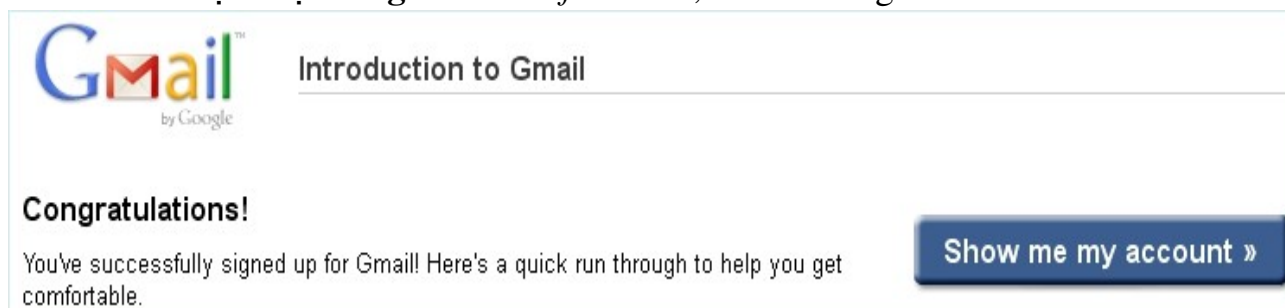 Gmail™
by Google
Introduction to Gmail
Congratulations!
You've successfully signed up for Gmail! Here's a quick run through to help you get
comfortable.
Show me my account »